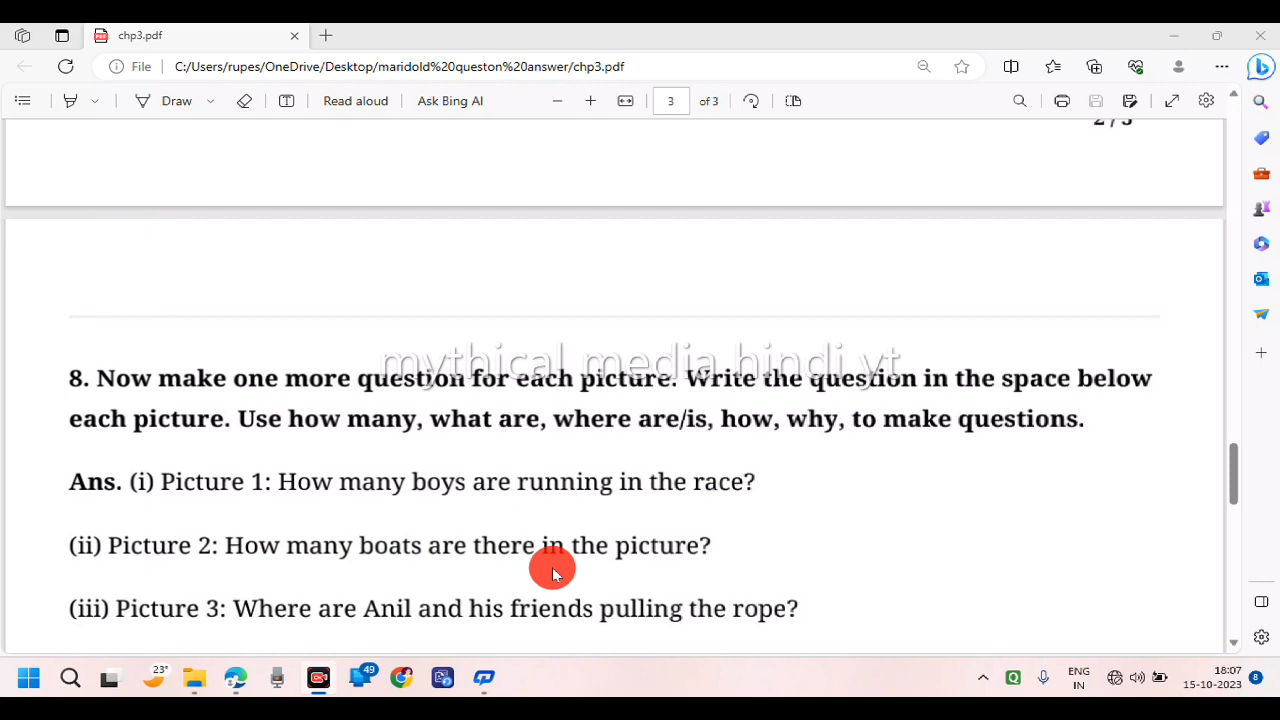 chp3.pdf
File C:/Users/rupes/OneDrive/Desktop/maridold%20queston%20answer/chp3.pdf
Draw Read aloud Ask Bing AI 3 of 3
2 / 3
mythical media hindi yt
8. Now make one more question for each picture. Write the question in the space below
each picture. Use how many, what are, where are/is, how, why, to make questions.
Ans. (i) Picture 1: How many boys are running in the race?
(ii) Picture 2: How many boats are there in the picture?
(iii) Picture 3: Where are Anil and his friends pulling the rope?
23° 49 ENG 18:07
IN 15-10-2023 8